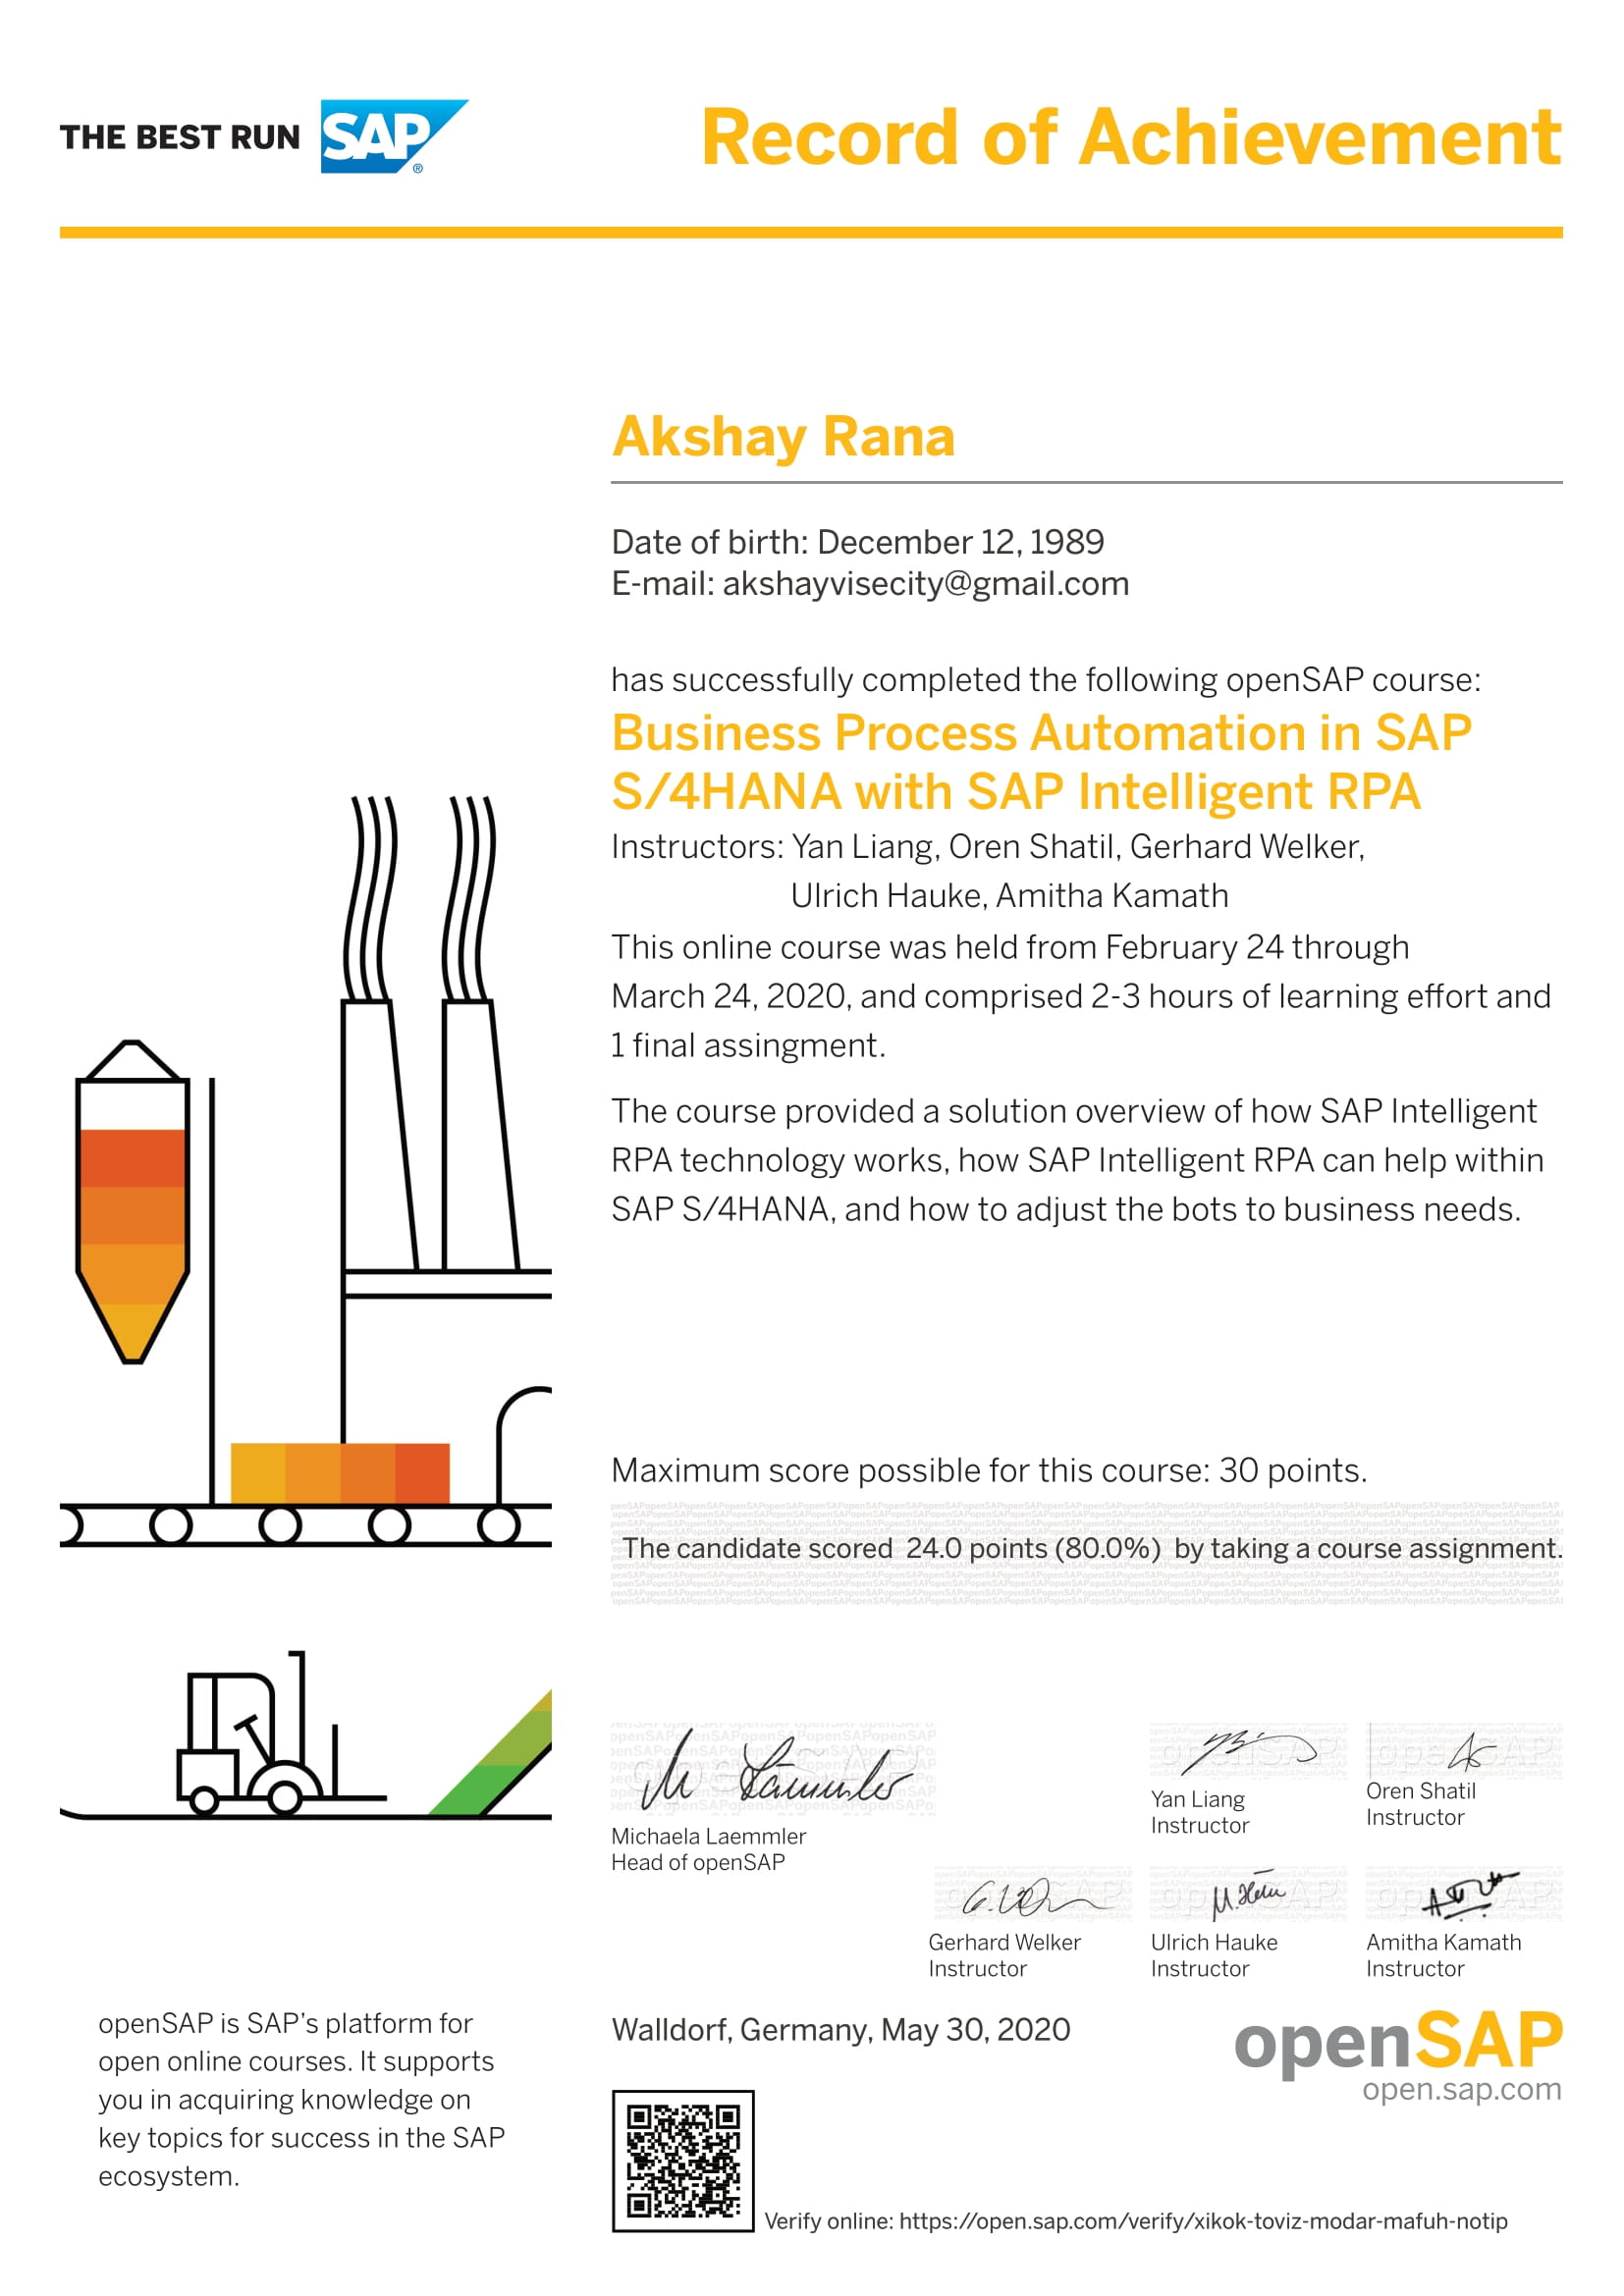 THE BEST RUN SAP®
Record of Achievement
Akshay Rana
Date of birth: December 12, 1989
E-mail: akshayvisecity@gmail.com
has successfully completed the following openSAP course:
Business Process Automation in SAP
S/4HANA with SAP Intelligent RPA
Instructors: Yan Liang, Oren Shatil, Gerhard Welker,
Ulrich Hauke, Amitha Kamath
This online course was held from February 24 through
March 24, 2020, and comprised 2-3 hours of learning effort and
1 final assingment.
The course provided a solution overview of how SAP Intelligent
RPA technology works, how SAP Intelligent RPA can help within
SAP S/4HANA, and how to adjust the bots to business needs.
Maximum score possible for this course: 30 points.
The candidate scored 24.0 points (80.0%) by taking a course assignment.
Michaela Laemmler
Head of openSAP
Yan Liang
Instructor
Oren Shatil
Instructor
Gerhard Welker
Instructor
Ulrich Hauke
Instructor
Amitha Kamath
Instructor
openSAP is SAP's platform for
open online courses. It supports
you in acquiring knowledge on
key topics for success in the SAP
ecosystem.
Walldorf, Germany, May 30, 2020
openSAP
open.sap.com
Verify online: https://open.sap.com/verify/xikok-toviz-modar-mafuh-notip